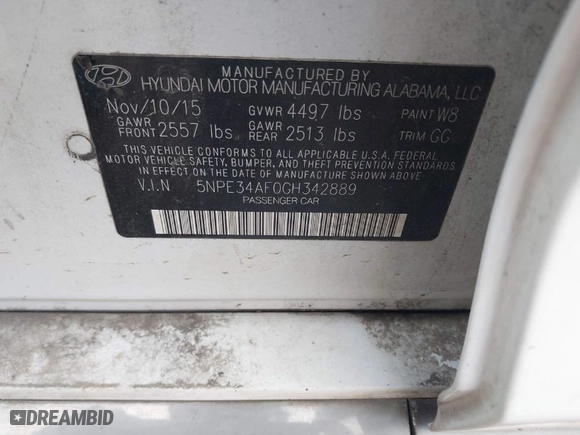 MANUFACTURED BY
HYUNDAI MOTOR MANUFACTURING ALABAMA, LLC
Nov/10/15 GVWR 4497 lbs PAINT W8
GAWR FRONT 2557 lbs GAWR REAR 2513 lbs TRIM GG
THIS VEHICLE CONFORMS TO ALL APPLICABLE U.S.A. FEDERAL
MOTOR VEHICLE SAFETY, BUMPER, AND THEFT PREVENTION STANDARDS
IN EFFECT ON THE DATE OF MANUFACTURE SHOWN ABOVE.
V.I.N 5NPE34AF0GH342889
PASSENGER CAR
DREAMBID